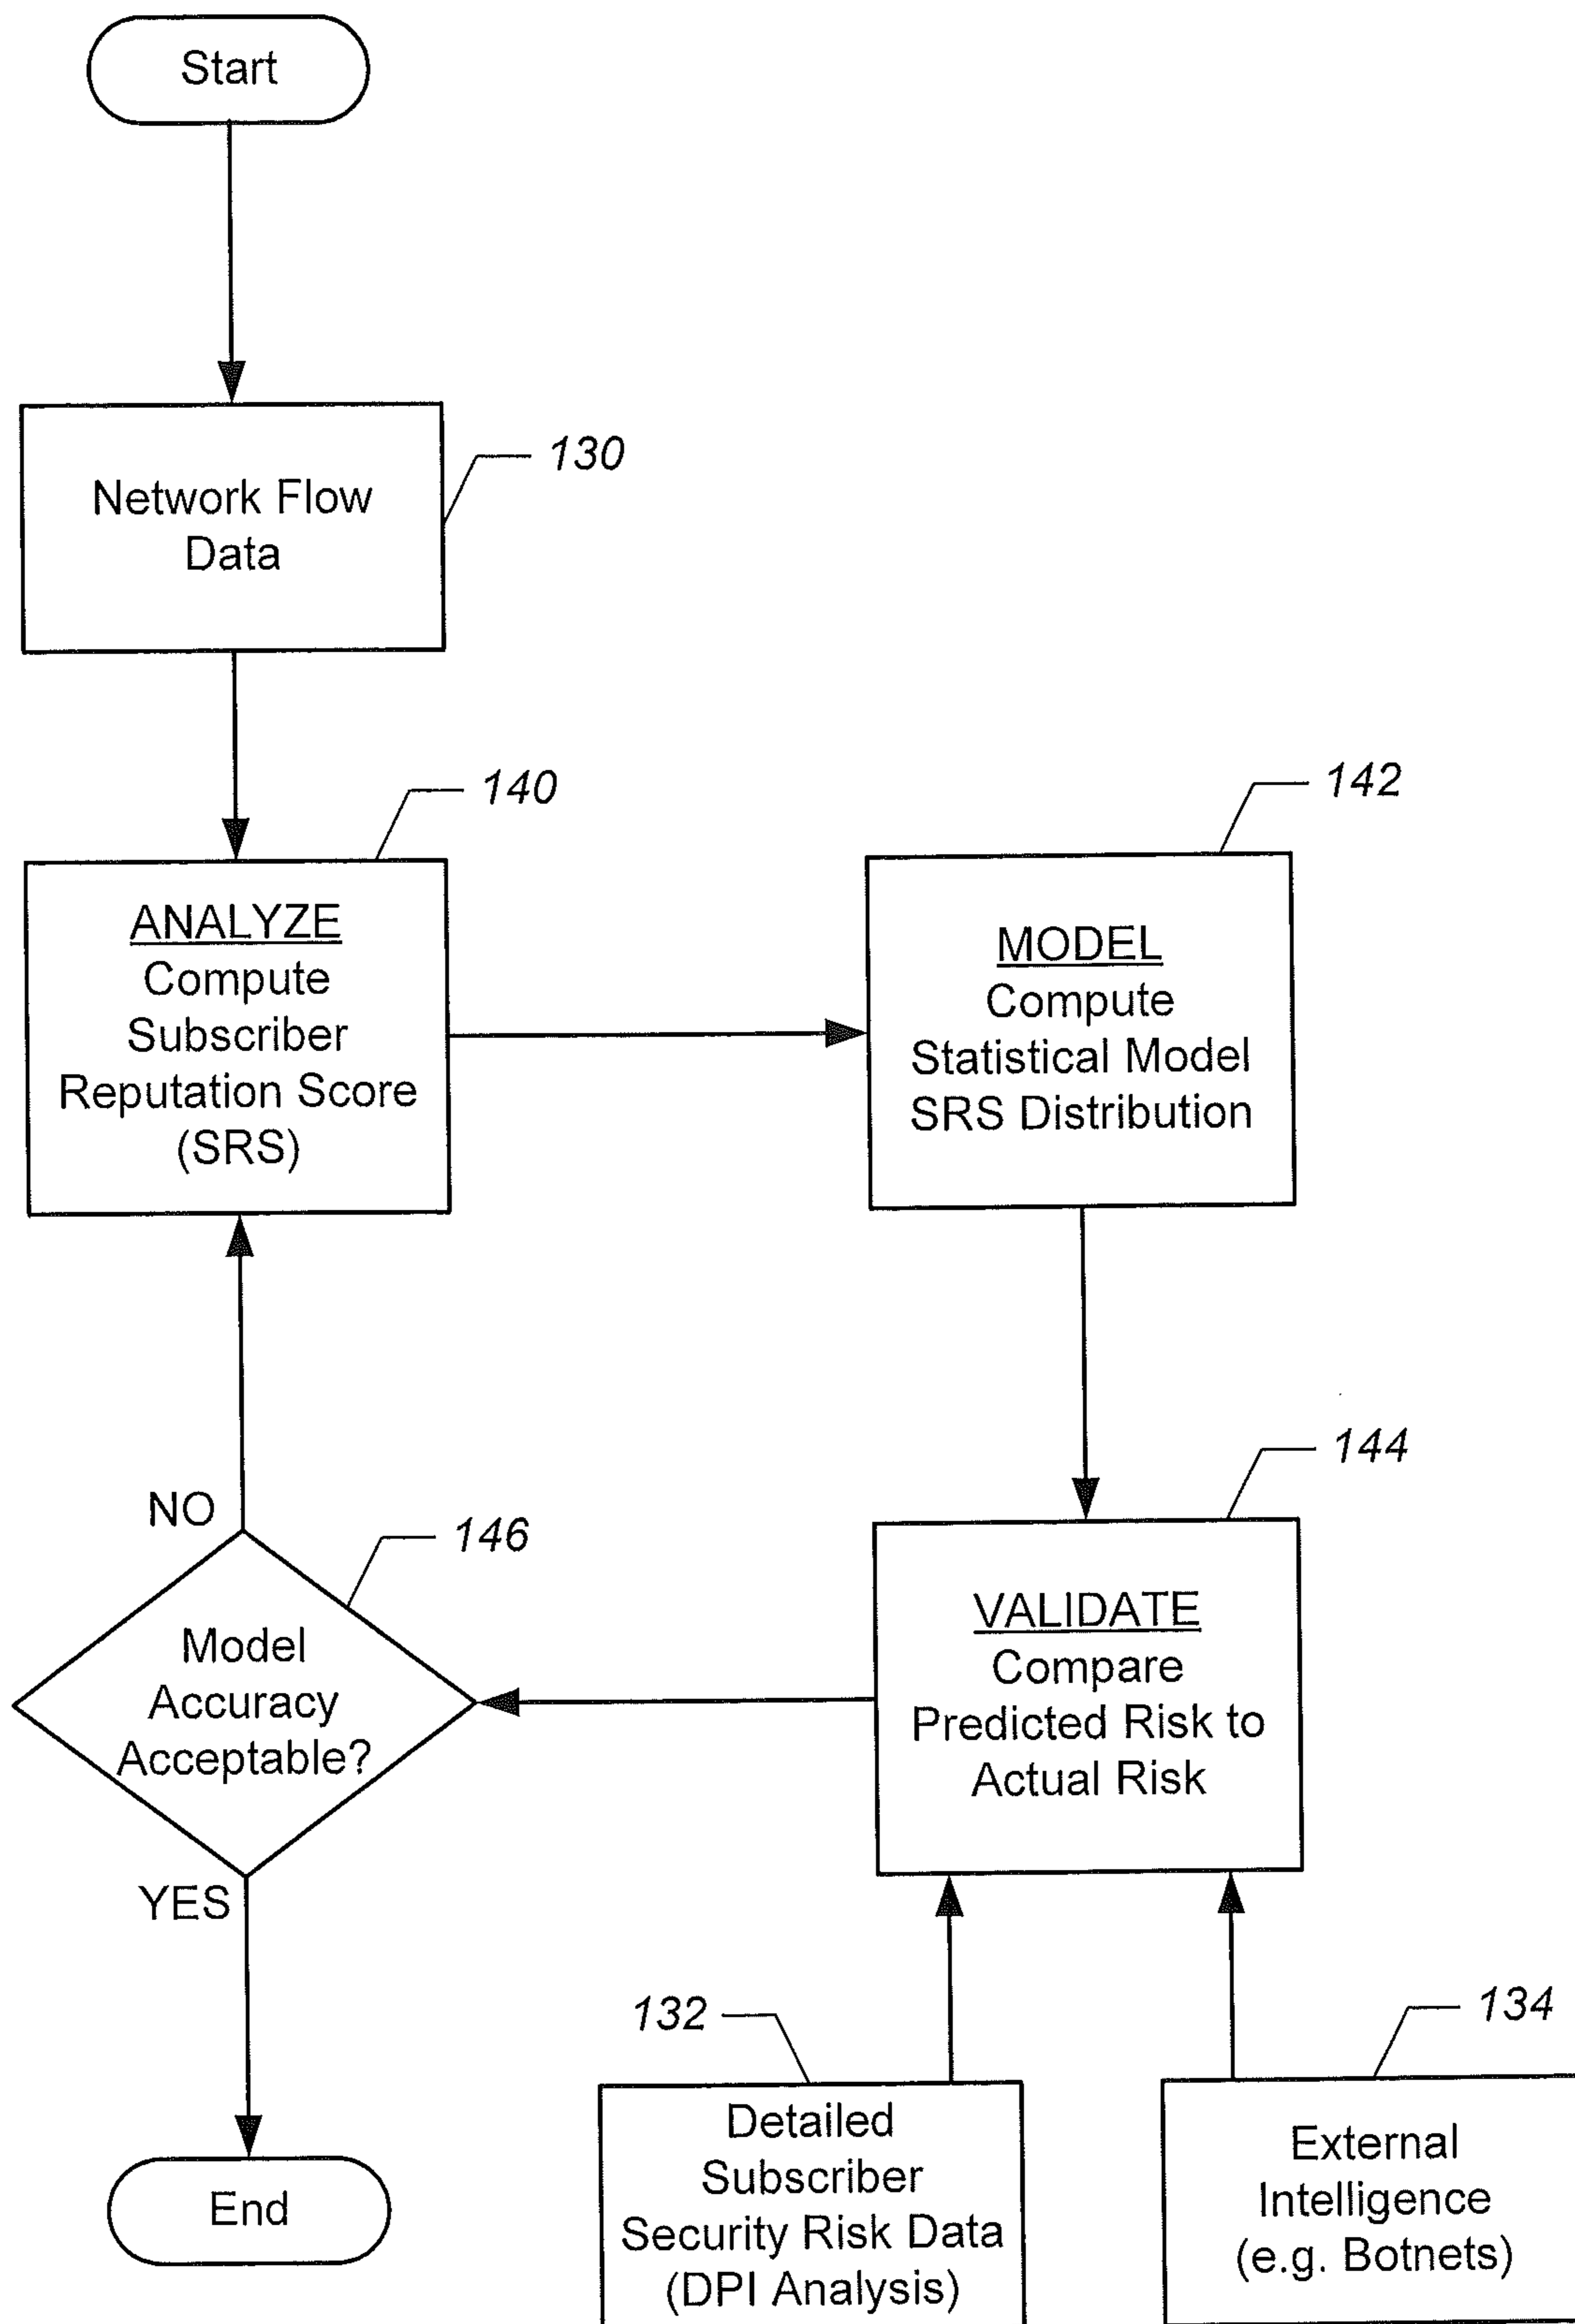 Start
130
Network Flow
Data
140
ANALYZE
Compute
Subscriber
Reputation Score
(SRS)
142
MODEL
Compute
Statistical Model
SRS Distribution
144
VALIDATE
Compare
Predicted Risk to
Actual Risk
NO
146
Model
Accuracy
Acceptable?
YES
End
132
Detailed
Subscriber
Security Risk Data
(DPI Analysis)
134
External
Intelligence
(e.g. Botnets)